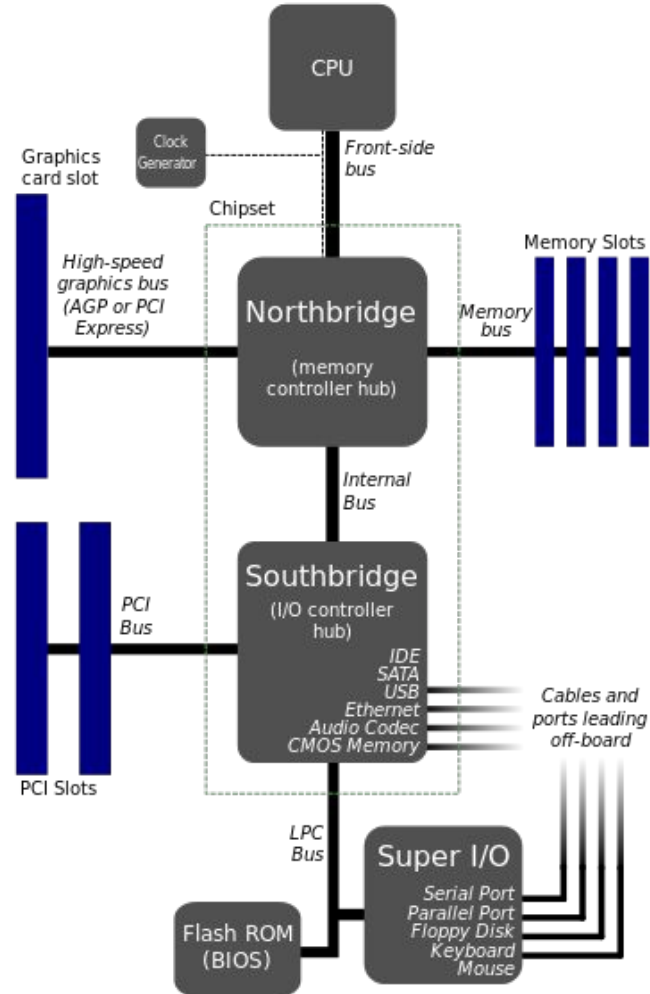 CPU
Clock
Generator
Front-side
bus
Graphics
card slot
Chipset
High-speed
graphics bus
(AGP or PCI
Express)
Northbridge
(memory
controller hub)
Memory
bus
Memory Slots
Internal
Bus
PCI
Bus
Southbridge
(I/O controller
hub)
IDE
SATA
USB
Ethernet
Audio Codec
CMOS Memory
Cables and
ports leading
off-board
PCI Slots
LPC
Bus
Super I/O
Serial Port
Parallel Port
Floppy Disk
Keyboard
Mouse
Flash ROM
(BIOS)